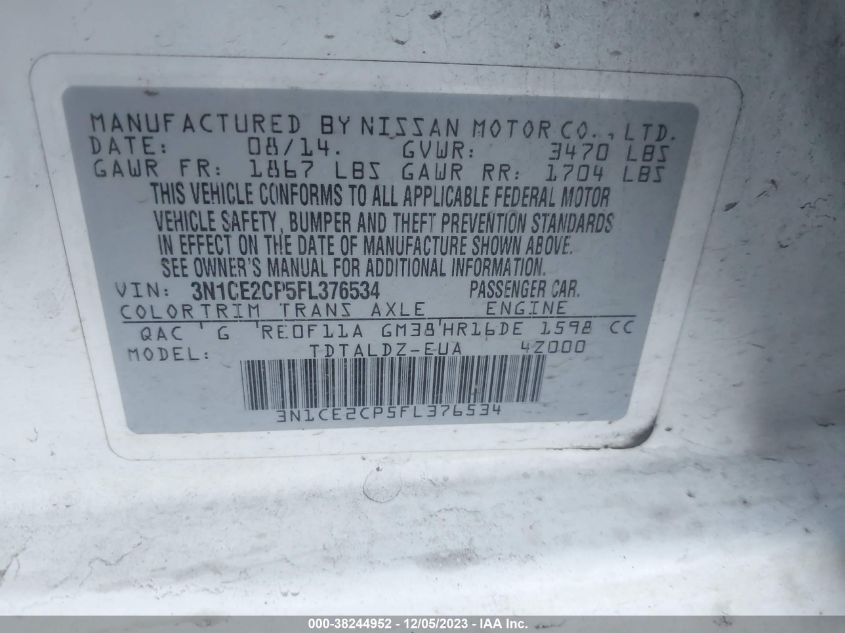 MANUFACTURED BY NISSAN MOTOR CO., LTD.
DATE: 08/14. GVWR: 3470 LBS
GAWR FR: 1867 LBS GAWR RR: 1704 LBS
THIS VEHICLE CONFORMS TO ALL APPLICABLE FEDERAL MOTOR
VEHICLE SAFETY, BUMPER AND THEFT PREVENTION STANDARDS
IN EFFECT ON THE DATE OF MANUFACTURE SHOWN ABOVE.
SEE OWNER'S MANUAL FOR ADDITIONAL INFORMATION.
VIN: 3N1CE2CP5FL376534 PASSENGER CAR.
COLOR TRIM TRANS AXLE ENGINE
QAC ' G 'RE0F11A GM38'HR16DE 1598 CC
MODEL: TDTALDZ-EUA 4Z000
3N1CE2CP5FL376534
000-38244952 - 12/05/2023 - IAA Inc.